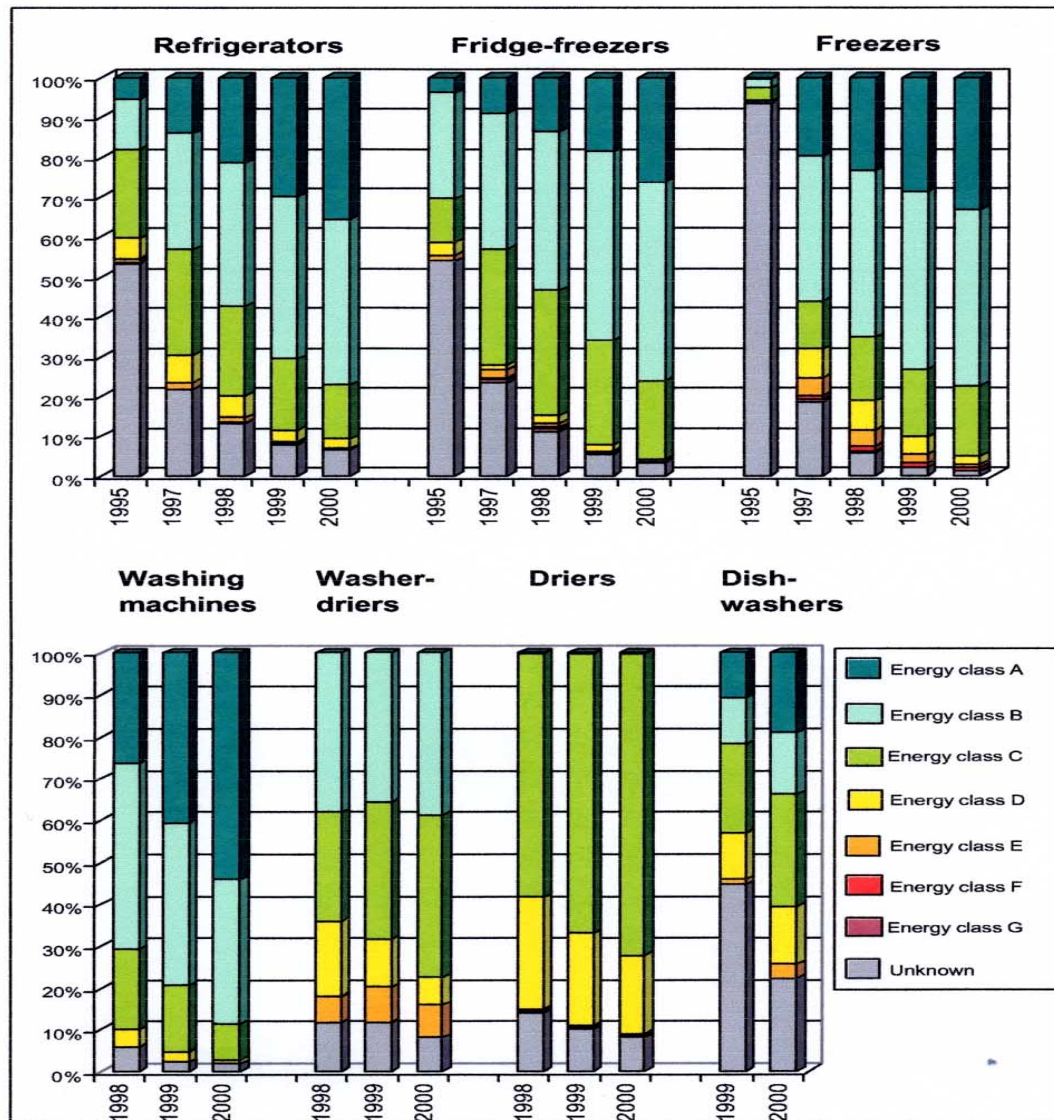 Refrigerators Fridge-freezers Freezers
100%
90%
80%
70%
60%
50%
40%
30%
20%
10%
0%
1995 1997 1998 1999 2000 1995 1997 1998 1999 2000 1995 1997 1998 1999 2000
Washing machines
Washer-driers
Driers
Dish-washers
100%
90%
80%
70%
60%
50%
40%
30%
20%
10%
0%
1998 1999 2000 1998 1999 2000 1998 1999 2000 1999 2000
Energy class A
Energy class B
Energy class C
Energy class D
Energy class E
Energy class F
Energy class G
Unknown